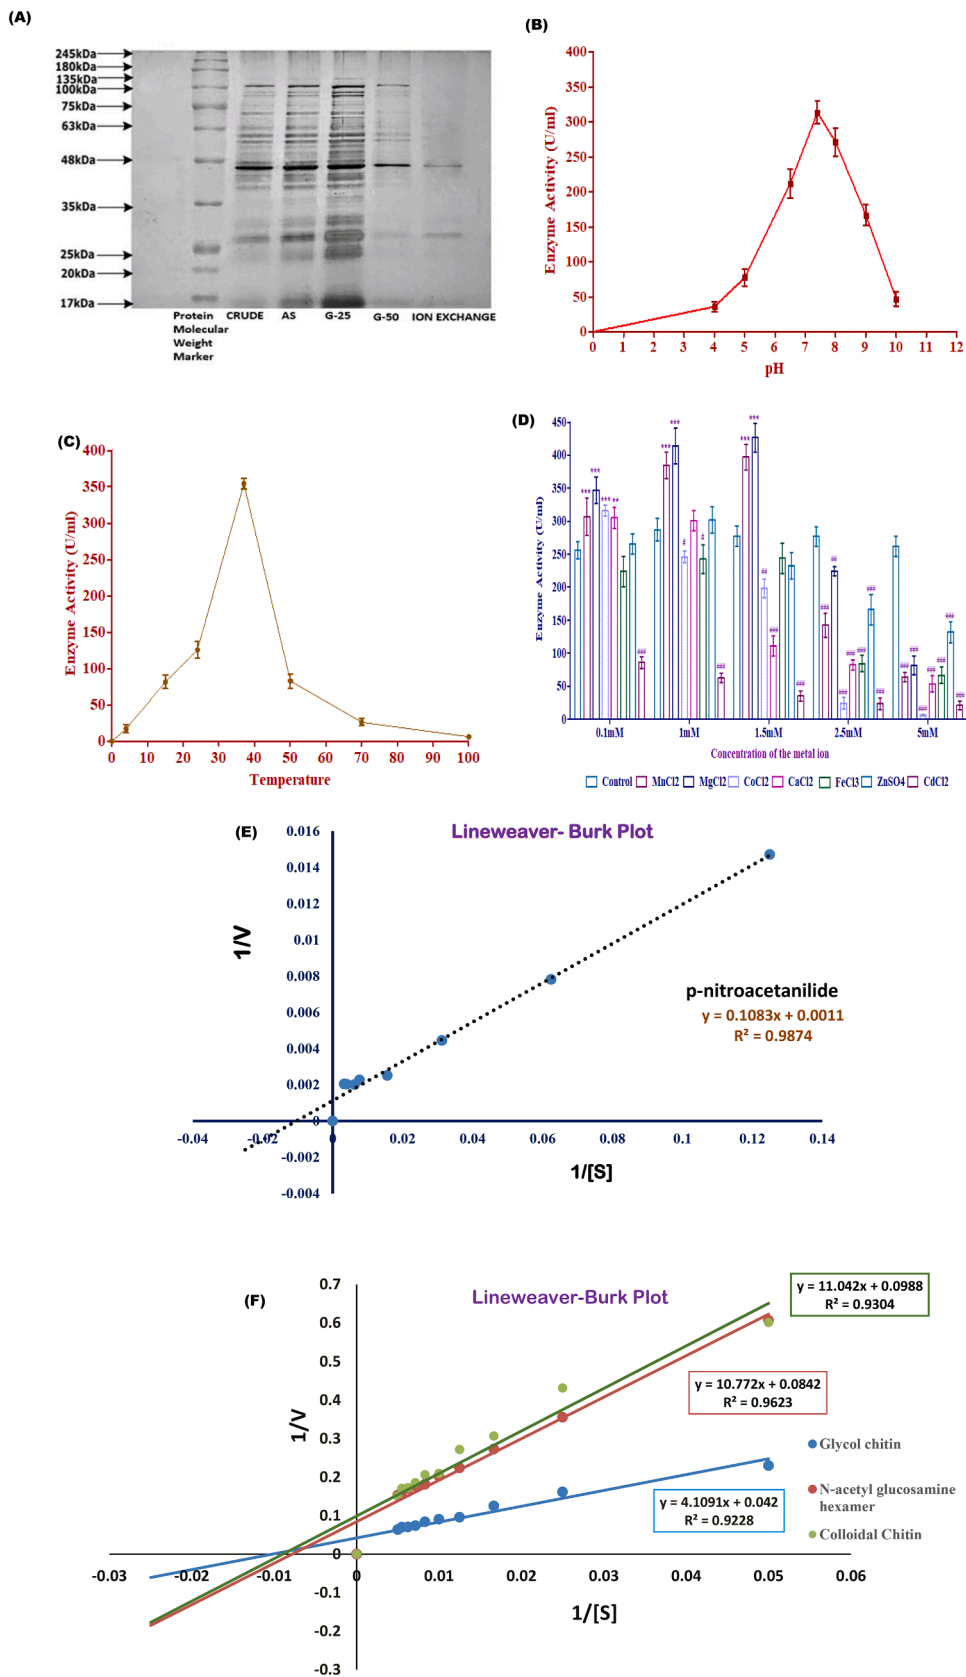 (A)
245kDa
180kDa
135kDa
100kDa
75kDa
63kDa
48kDa
35kDa
25kDa
20kDa
17kDa
Protein Molecular Weight Marker CRUDE AS G-25 G-50 ION EXCHANGE
(B)
Enzyme Activity (U/ml)
400
350
300
250
200
150
100
50
0
0 1 2 3 4 5 6 7 8 9 10 11 12
pH
(C)
Enzyme Activity (U/ml)
400
350
300
250
200
150
100
50
0
0 10 20 30 40 50 60 70 80 90 100
Temperature
(D)
Enzyme Activity (U/ml)
450
400
350
300
250
200
150
100
50
0
*** *** *** ** ###
*** *** # # ###
*** *** ## ### ###
### ## ### ### ### ### ###
### ### ### ### ### ### ###
0.1mM 1mM 1.5mM 2.5mM 5mM
Concentration of the metal ion
Control MnCl2 MgCl2 CoCl2 CaCl2 FeCl3 ZnSO4 CdCl2
(E)
Lineweaver- Burk Plot
1/V
0.016
0.014
0.012
0.01
0.008
0.006
0.004
0.002
0
-0.002
-0.004
-0.04 -0.02 0 0.02 0.04 0.06 0.08 0.1 0.12 0.14
1/[S]
p-nitroacetanilide
y = 0.1083x + 0.0011
R² = 0.9874
(F)
Lineweaver-Burk Plot
1/V
0.7
0.6
0.5
0.4
0.3
0.2
0.1
0
-0.1
-0.2
-0.3
-0.03 -0.02 -0.01 0 0.01 0.02 0.03 0.04 0.05 0.06
1/[S]
y = 11.042x + 0.0988
R² = 0.9304
y = 10.772x + 0.0842
R² = 0.9623
y = 4.1091x + 0.042
R² = 0.9228
Glycol chitin
N-acetyl glucosamine
hexamer
Colloidal Chitin